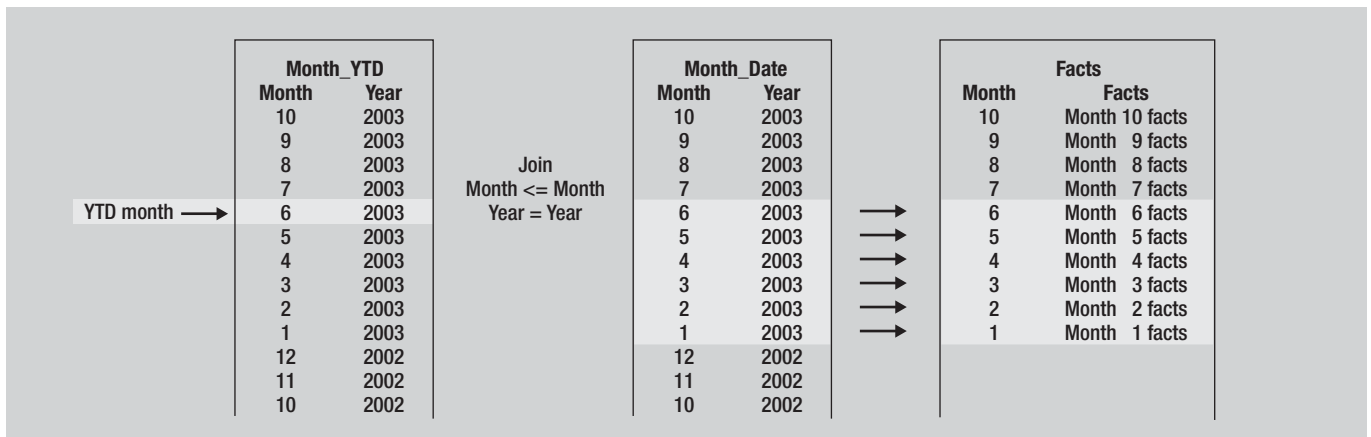 Month_YTD
Month Year
10 2003
9 2003
8 2003
7 2003
YTD month 6 2003
5 2003
4 2003
3 2003
2 2003
1 2003
12 2002
11 2002
10 2002
Join
Month <= Month
Year = Year
Month_Date
Month Year
10 2003
9 2003
8 2003
7 2003
6 2003
5 2003
4 2003
3 2003
2 2003
1 2003
12 2002
11 2002
10 2002
Facts
Month Facts
10 Month 10 facts
9 Month 9 facts
8 Month 8 facts
7 Month 7 facts
6 Month 6 facts
5 Month 5 facts
4 Month 4 facts
3 Month 3 facts
2 Month 2 facts
1 Month 1 facts